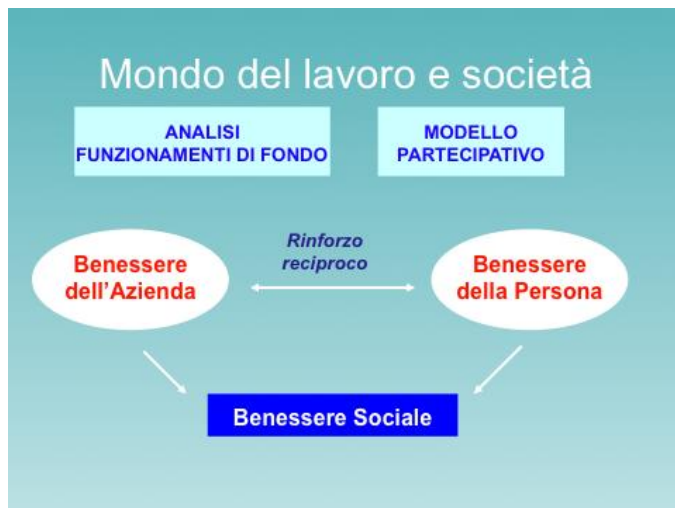 Mondo del lavoro e società
ANALISI
FUNZIONAMENTI DI FONDO
MODELLO
PARTECIPATIVO
Rinforzo
reciproco
Benessere
dell'Azienda
Benessere
della Persona
Benessere Sociale